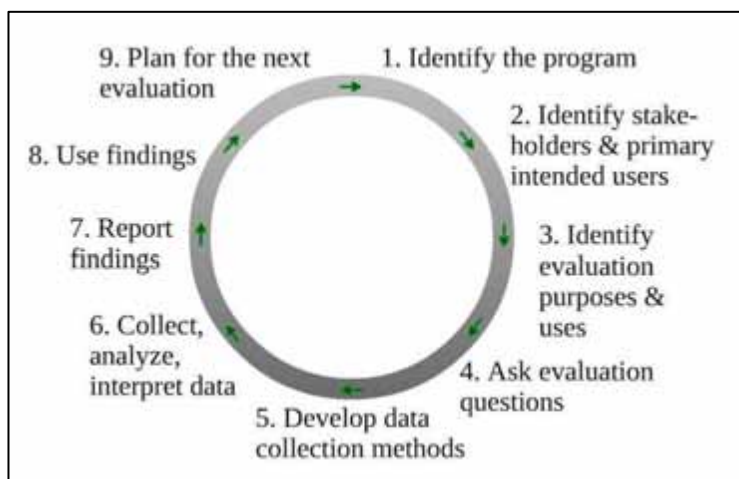 1. Identify the program
2. Identify stake-
holders & primary
intended users
3. Identify
evaluation
purposes &
uses
4. Ask evaluation
questions
5. Develop data
collection methods
6. Collect,
analyze,
interpret data
7. Report
findings
8. Use findings
9. Plan for the next
evaluation